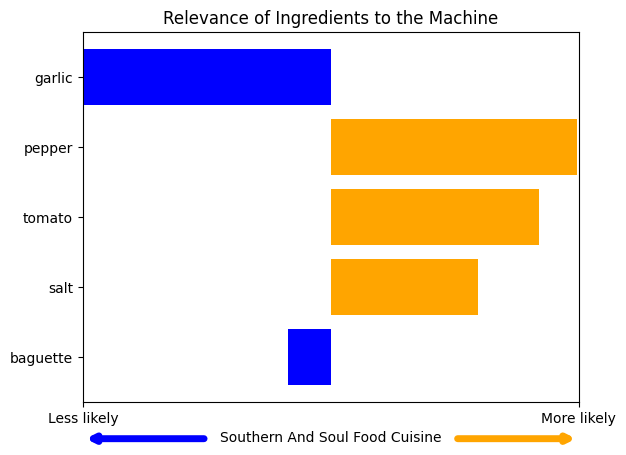 Relevance of Ingredients to the Machine
garlic
pepper
tomato
salt
baguette
Less likely More likely
Southern And Soul Food Cuisine